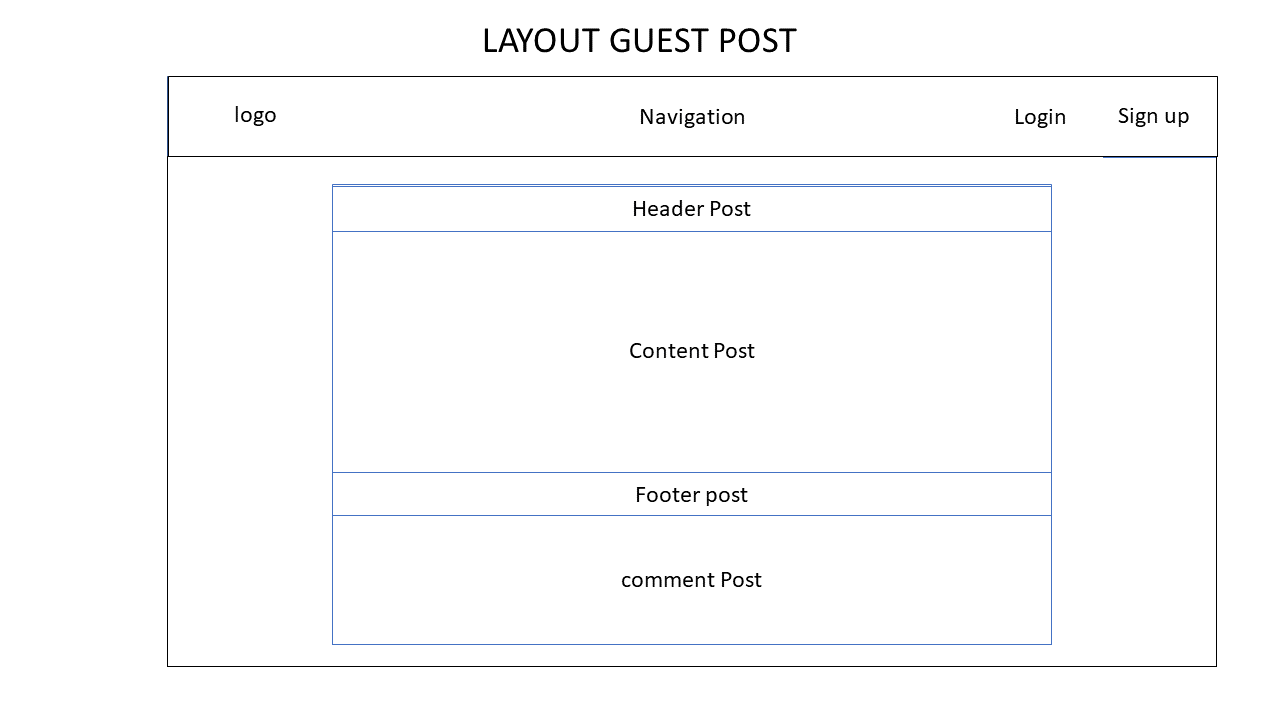 LAYOUT GUEST POST
logo
Navigation
Login
Sign up
Header Post
Content Post
Footer post
comment Post